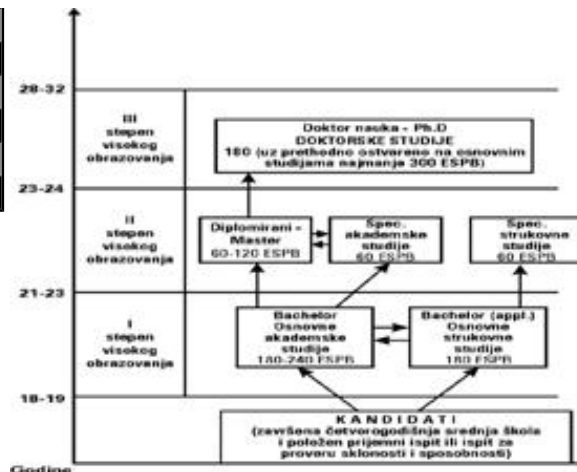 28-32
III
stepen
visokog
obrazovanja
Doktor nauka - Ph.D
DOKTORSKE STUDIJE
180 (uz prethodno ostvareno na osnovnim
studijama najmanje 300 ESPB)
23-24
II
stepen
visokog
obrazovanja
Diplomirani -
Master
60-120 ESPB
Spec.
akademske
studije
60 ESPB
Spec.
strukovne
studije
60 ESPB
21-23
I
stepen
visokog
obrazovanja
Bachelor
Osnovne
akademske
studije
180-240 ESPB
Bachelor (appl.)
Osnovne
strukovne
studije
180 ESPB
18-19
KANDIDATI
(završena četvorogodišnja srednja škola
i položen prijemni ispit ili ispit za
proveru sklonosti i sposobnosti)
Godine